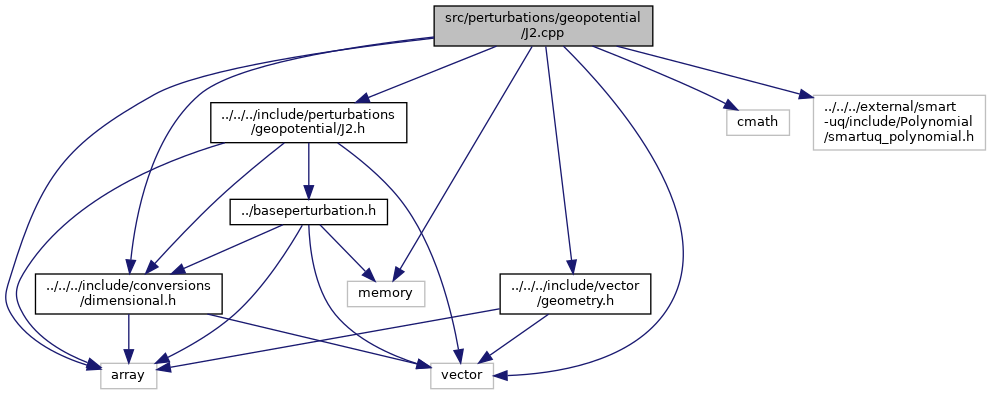 src/perturbations/geopotential
/J2.cpp
../../../include/perturbations
/geopotential/J2.h
cmath
../../../external/smart
-uq/include/Polynomial
/smartuq_polynomial.h
../baseperturbation.h
../../../include/conversions
/dimensional.h
memory
../../../include/vector
/geometry.h
array
vector